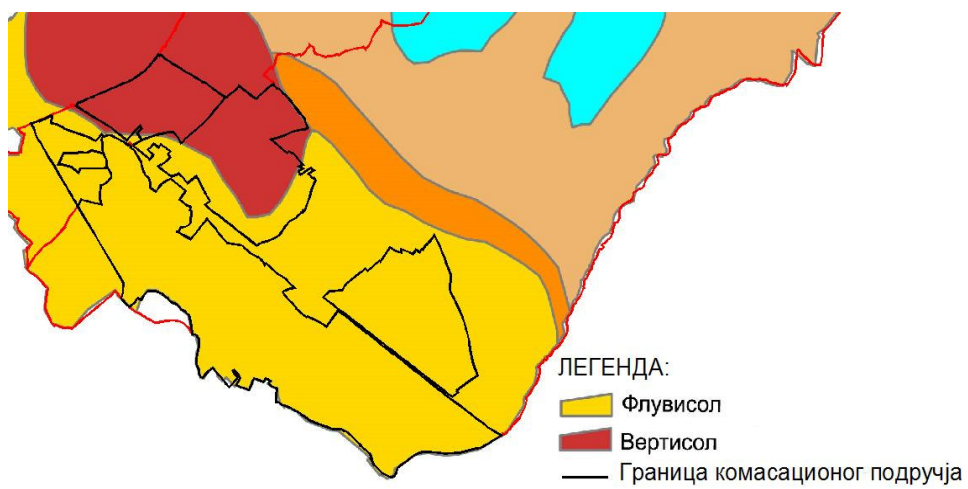 ЛЕГЕНДА:
Флувисол
Вертисол
Граница комасационог подручја